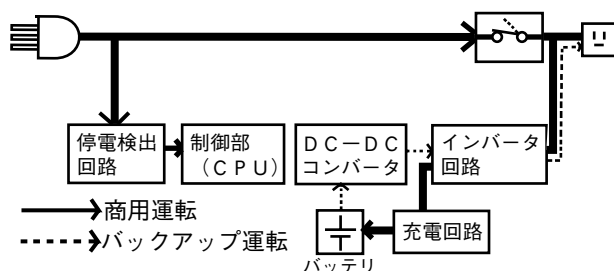 停電検出
回路
制御部
（ＣＰＵ）
ＤＣ－ＤＣ
コンバータ
インバータ
回路
充電回路
バッテリ
商用運転
バックアップ運転